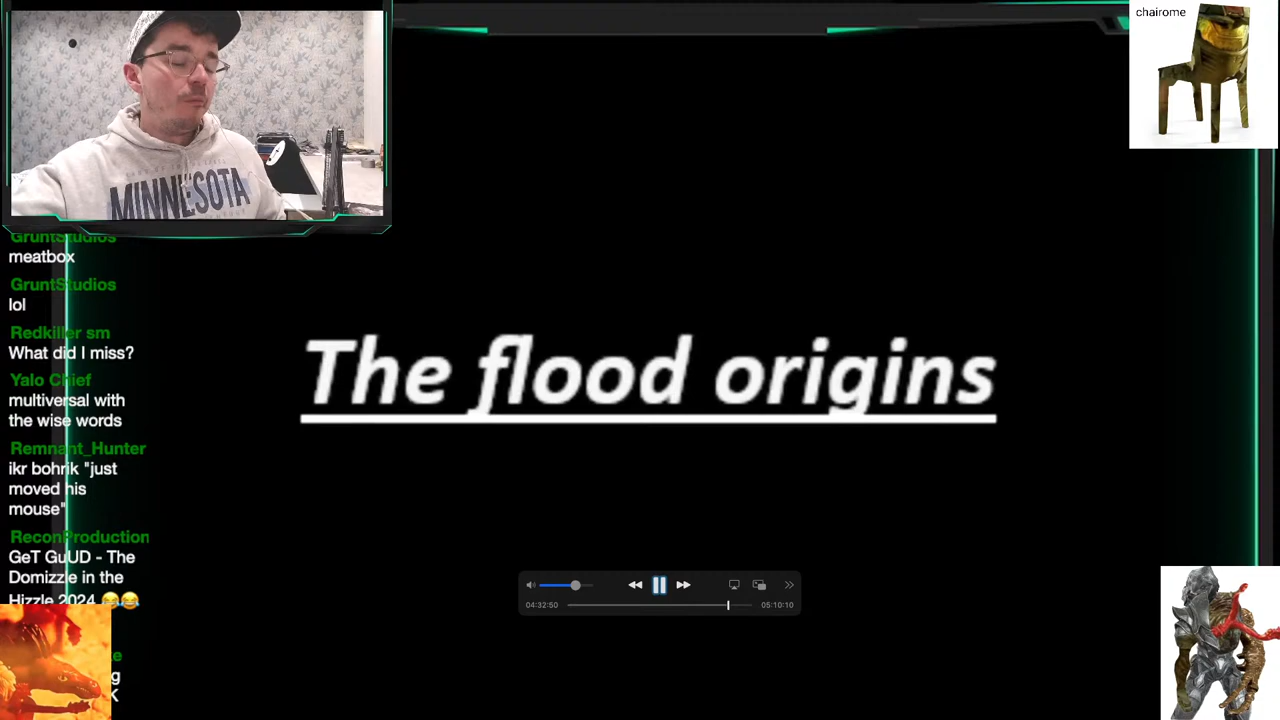 chairome
MINNESOTA
GruntStudios
meatbox
GruntStudios
lol
Redkiller sm
What did I miss?
Yalo Chief
multiversal with
the wise words
Remnant_Hunter
ikr bohrik "just
moved his
mouse"
ReconProduction
GeT GuUD - The
Domizzle in the
Hizzle 2024 😂😂
The flood origins
04:32:50
05:10:10